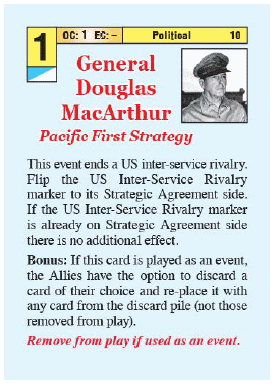 1
OC: 1 EC: – Political 10
General
Douglas
MacArthur
Pacific First Strategy
This event ends a US inter-service rivalry.
Flip the US Inter-Service Rivalry
marker to its Strategic Agreement side.
If the US Inter-Service Rivalry marker
is already on Strategic Agreement side
there is no additional effect.
Bonus: If this card is played as an event,
the Allies have the option to discard a
card of their choice and re-place it with
any card from the discard pile (not those
removed from play).
Remove from play if used as an event.